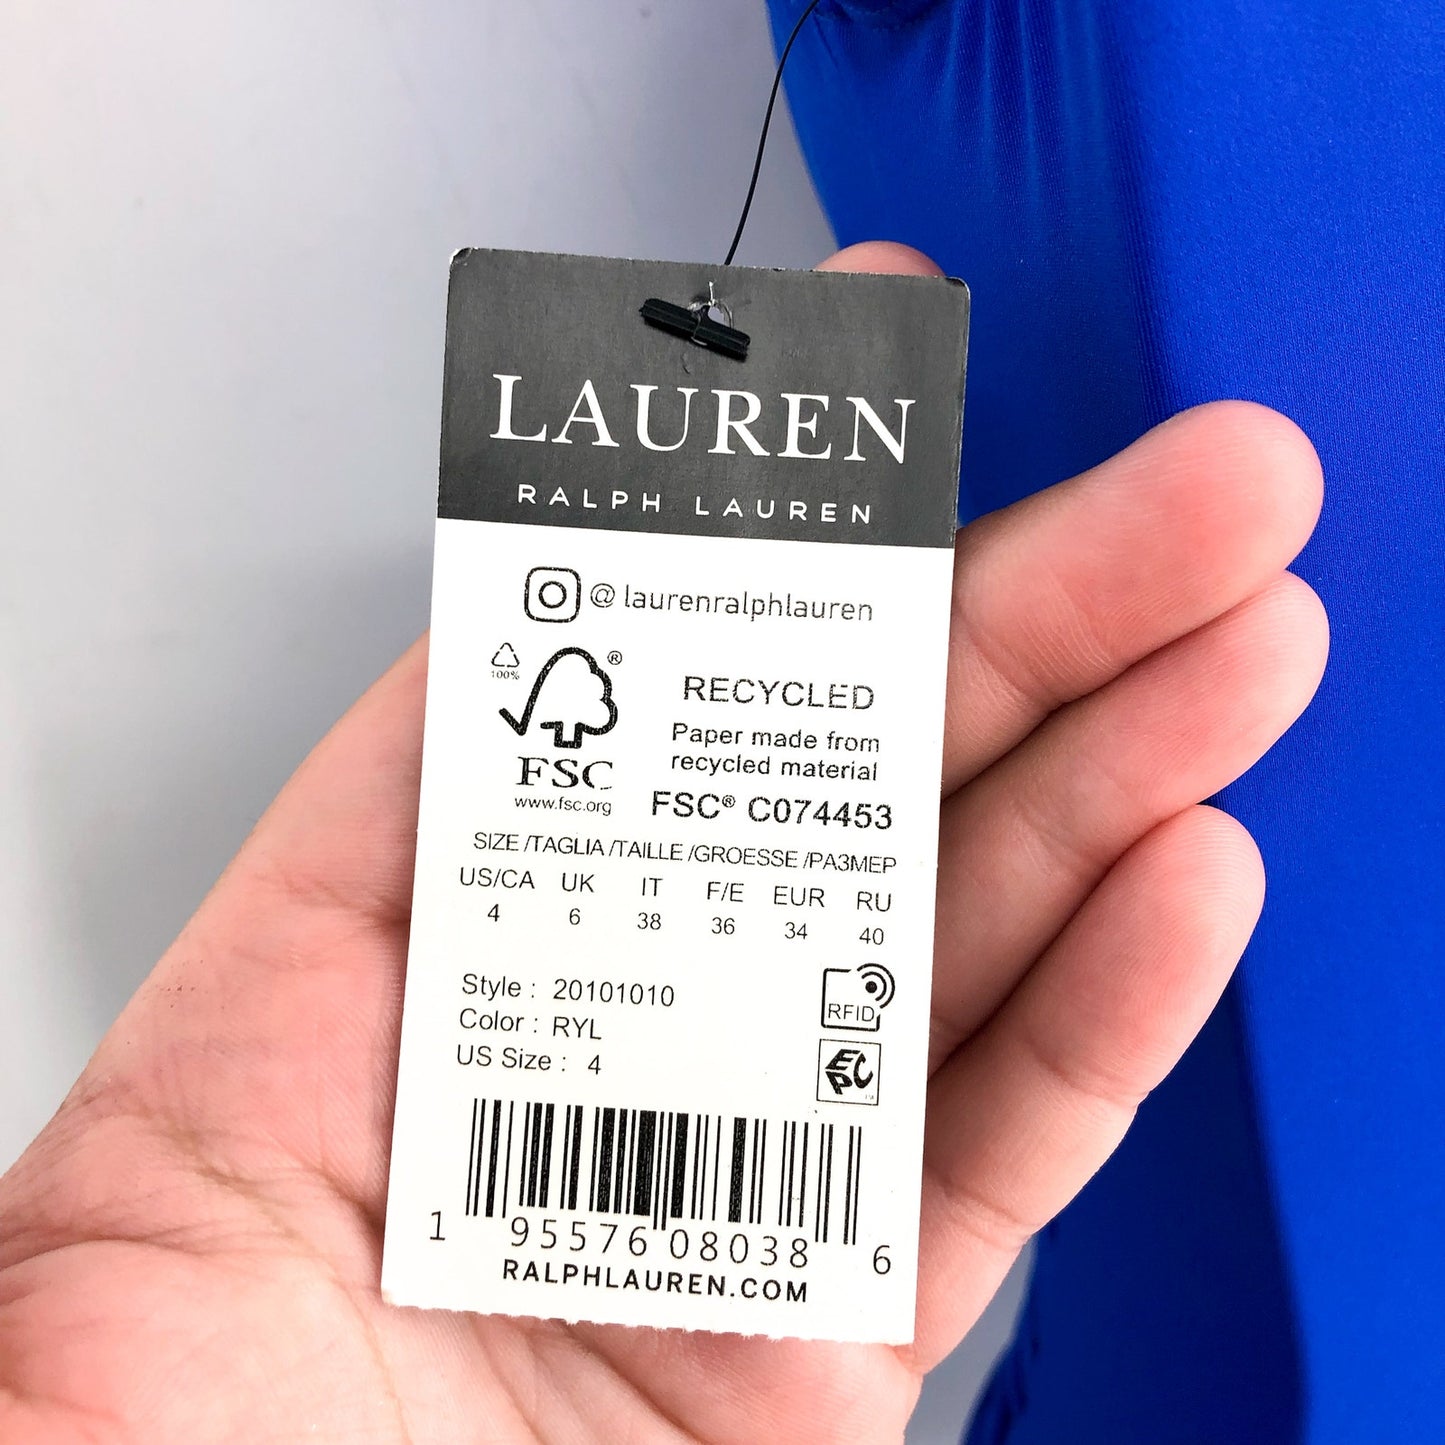 LAUREN
RALPH LAUREN
@laurenralphlauren
100%
®
FSC
www.fsc.org
RECYCLED
Paper made from
recycled material
FSC® C074453
SIZE /TAGLIA /TAILLE /GROESSE /PA3MEP
US/CA UK IT F/E EUR RU
4 6 38 36 34 40
Style : 20101010
Color : RYL
US Size : 4
RFID
EPC
TM
1 95576 08038 6
RALPHLAUREN.COM